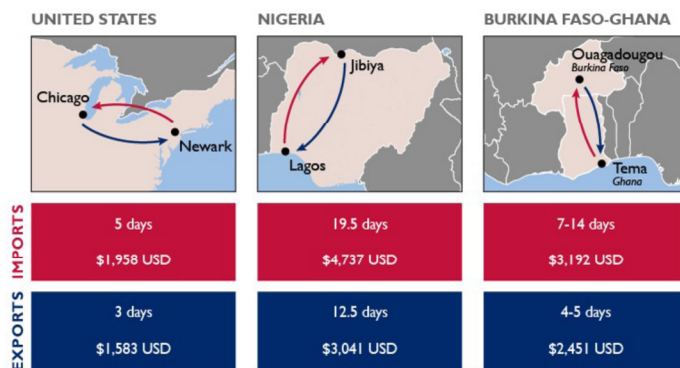 UNITED STATES
NIGERIA
BURKINA FASO-GHANA
Chicago
Newark
Jibiya
Lagos
Ouagadougou
Burkina Faso
Tema
Ghana
IMPORTS
5 days
$1,958 USD
19.5 days
$4,737 USD
7-14 days
$3,192 USD
EXPORTS
3 days
$1,583 USD
12.5 days
$3,041 USD
4-5 days
$2,451 USD